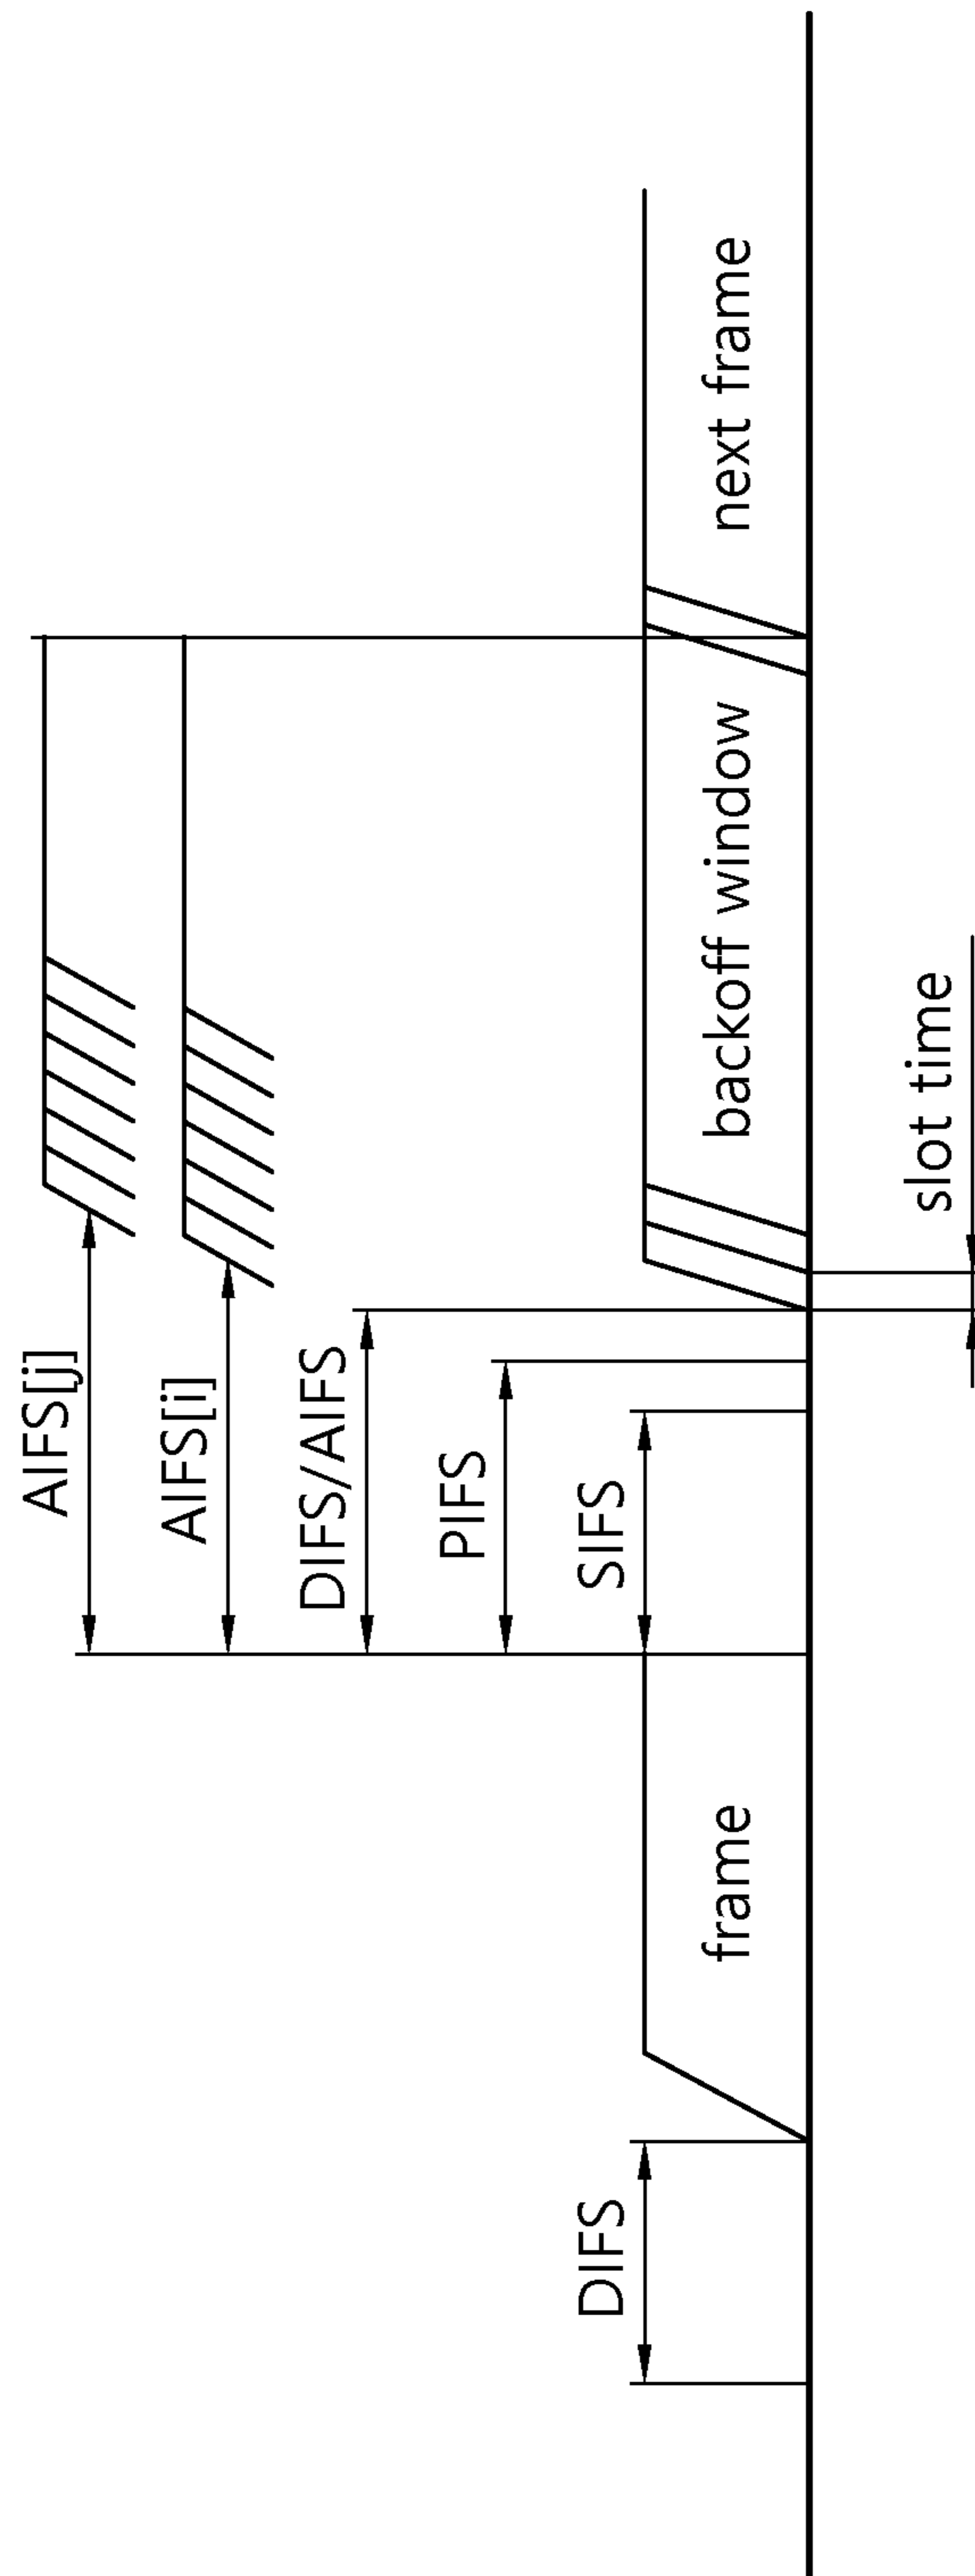 AIFS[j]
AIFS[i]
DIFS/AIFS
PIFS
DIFS
SIFS
frame
backoff window
next frame
slot time